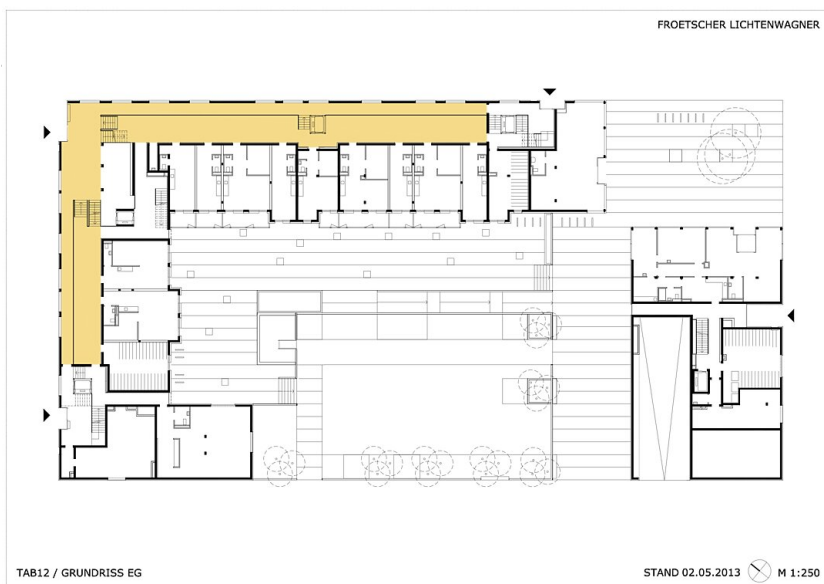 FROETSCHER LICHTENWAGNER
TAB12 / GRUNDRISS EG
STAND 02.05.2013 M 1:250